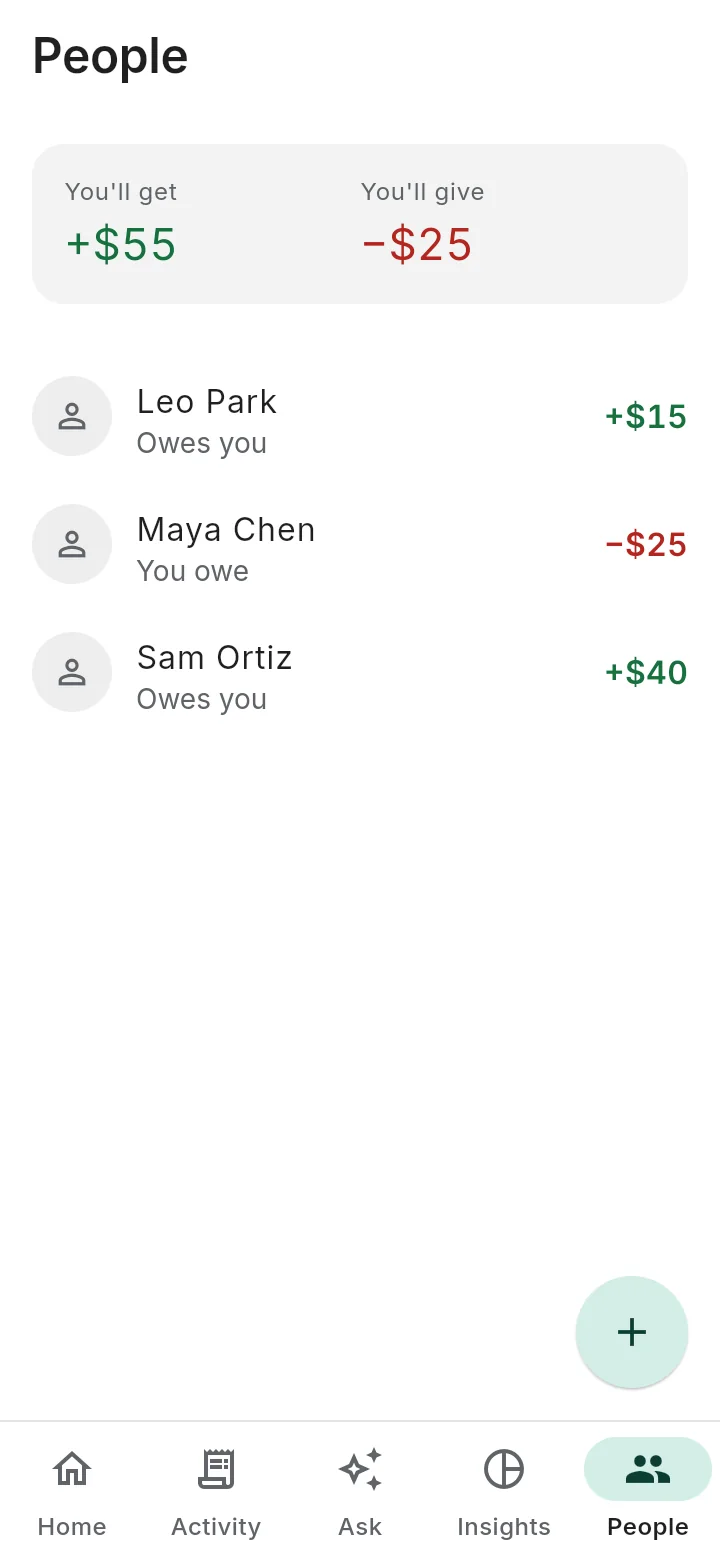 People
You'll get
You'll give
+$55
−$25
Leo Park
Owes you
+$15
Maya Chen
You owe
−$25
Sam Ortiz
Owes you
+$40
+
Home
Activity
Ask
Insights
People